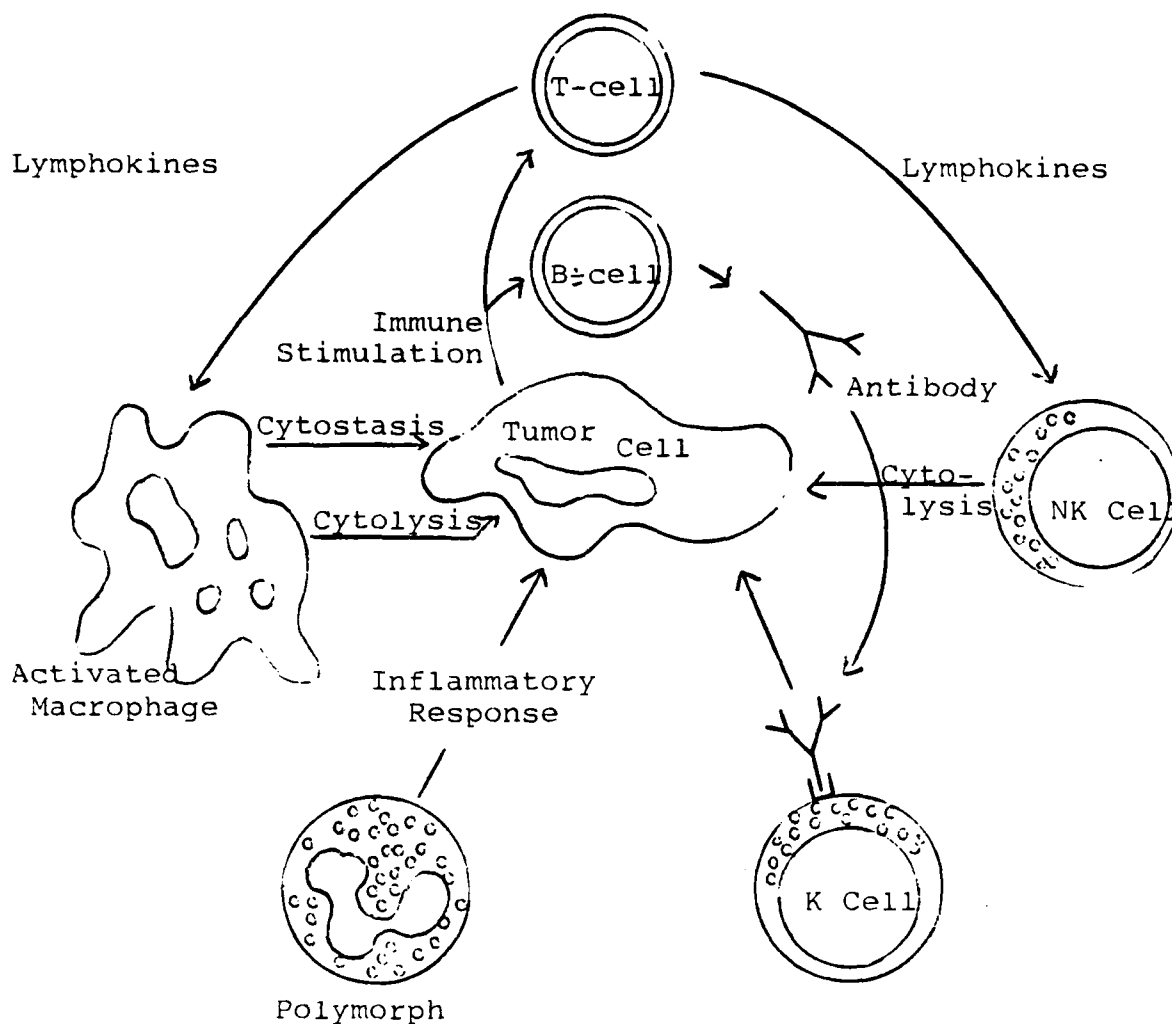 T-cell
Lymphokines
Lymphokines
B-cell
Immune
Stimulation
Antibody
Cytostasis
Tumor Cell
Cyto-
lysis
NK Cell
Cytolysis
Activated
Macrophage
Inflammatory
Response
K Cell
Polymorph